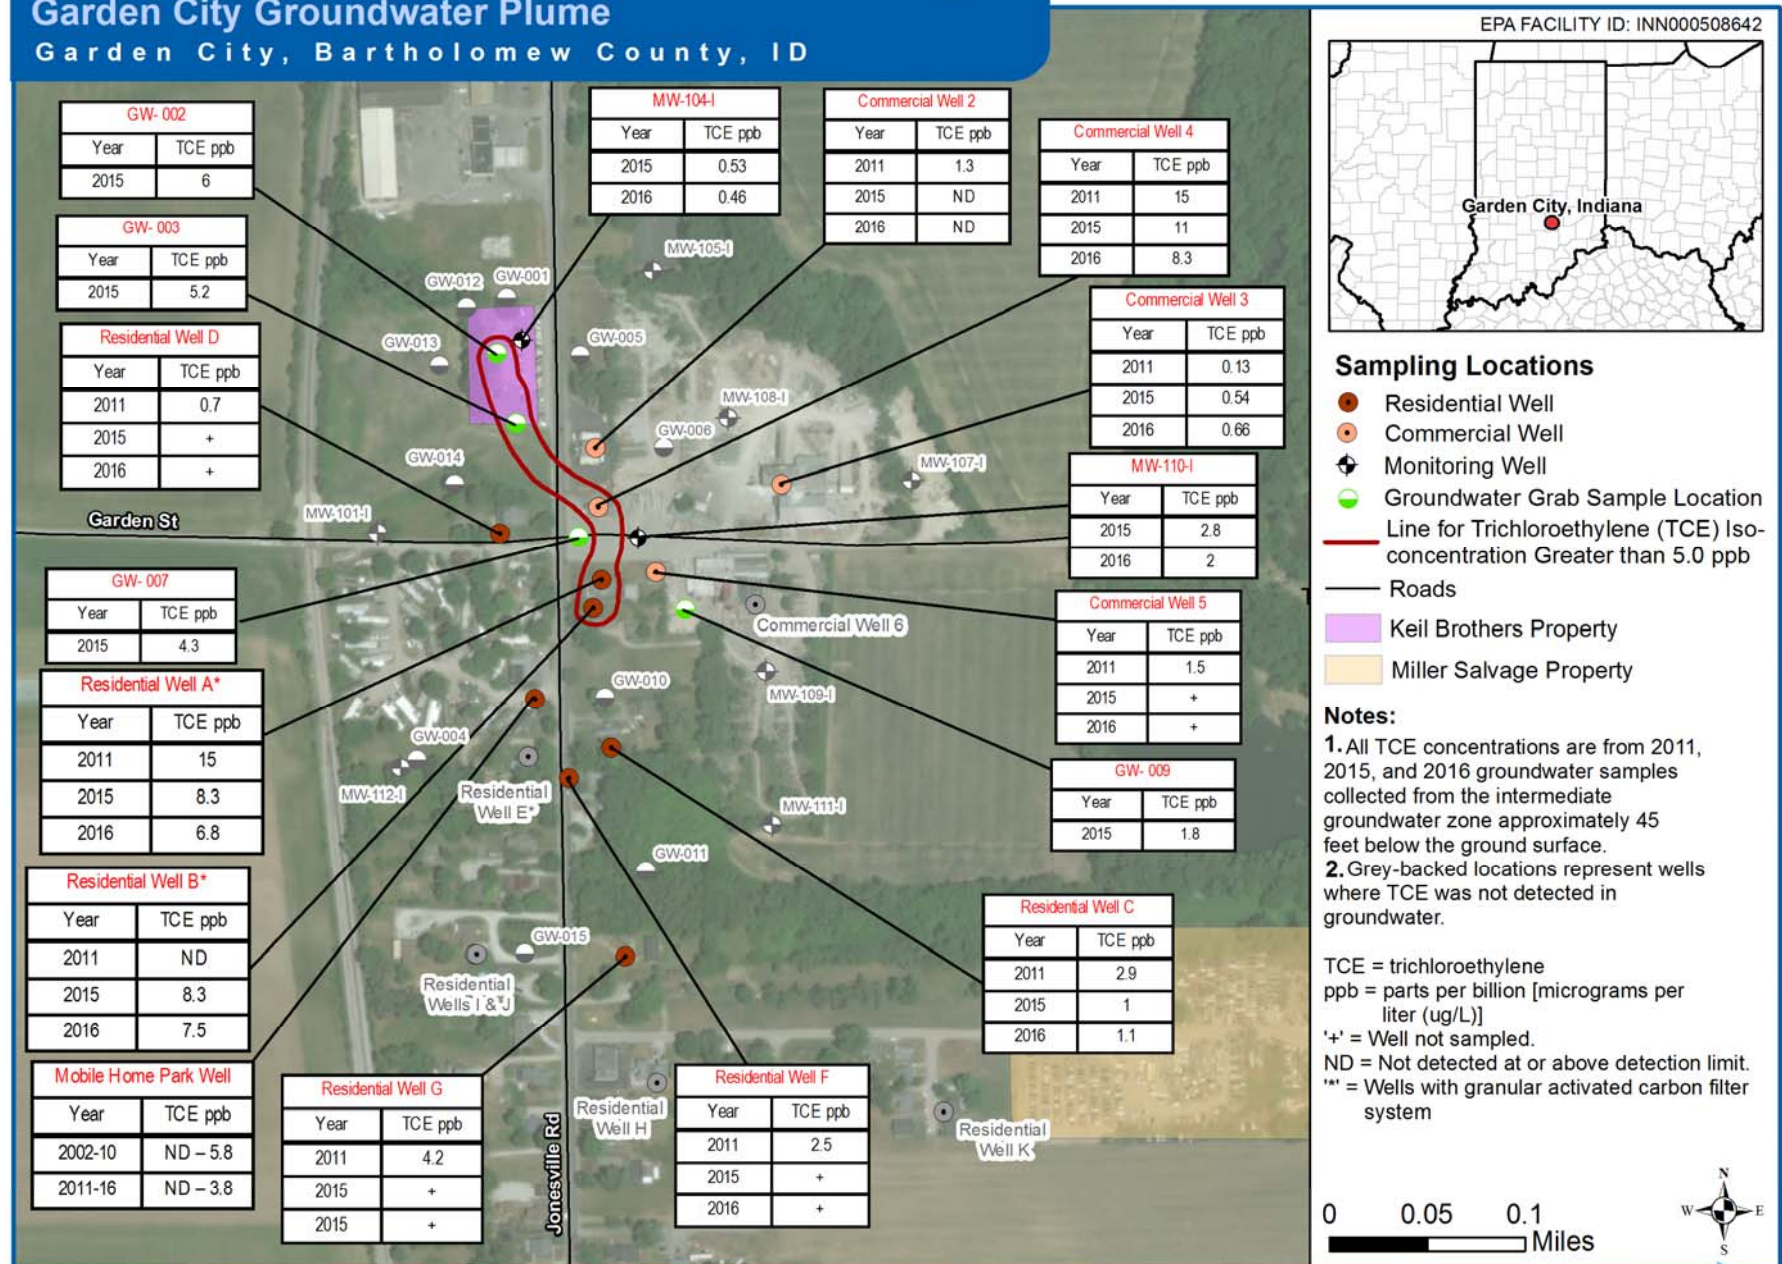 Garden City Groundwater Plume
Garden City, Bartholomew County, ID
EPA FACILITY ID: INN000508642
Garden City, Indiana
GW- 002
Year TCE ppb
2015 6
GW- 003
Year TCE ppb
2015 5.2
Residential Well D
Year TCE ppb
2011 0.7
2015 +
2016 +
GW- 007
Year TCE ppb
2015 4.3
Residential Well A*
Year TCE ppb
2011 15
2015 8.3
2016 6.8
Residential Well B*
Year TCE ppb
2011 ND
2015 8.3
2016 7.5
Mobile Home Park Well
Year TCE ppb
2002-10 ND – 5.8
2011-16 ND – 3.8
Residential Well G
Year TCE ppb
2011 4.2
2015 +
2015 +
Residential Well F
Year TCE ppb
2011 2.5
2015 +
2016 +
MW-104-I
Year TCE ppb
2015 0.53
2016 0.46
Commercial Well 2
Year TCE ppb
2011 1.3
2015 ND
2016 ND
Commercial Well 4
Year TCE ppb
2011 15
2015 11
2016 8.3
Commercial Well 3
Year TCE ppb
2011 0.13
2015 0.54
2016 0.66
MW-110-I
Year TCE ppb
2015 2.8
2016 2
Commercial Well 5
Year TCE ppb
2011 1.5
2015 +
2016 +
GW- 009
Year TCE ppb
2015 1.8
Residential Well C
Year TCE ppb
2011 2.9
2015 1
2016 1.1
MW-105-I
GW-012
GW-001
GW-013
GW-005
MW-108-I
GW-006
GW-014
MW-107-I
MW-101-I
Garden St
Commercial Well 6
GW-010
MW-109-I
GW-004
MW-112-I
Residential
Well E*
MW-111-I
GW-011
GW-015
Residential
Wells I & J
Residential
Well H
Residential
Well K
Jonesville Rd
Sampling Locations
Residential Well
Commercial Well
Monitoring Well
Groundwater Grab Sample Location
Line for Trichloroethylene (TCE) Iso-
concentration Greater than 5.0 ppb
Roads
Keil Brothers Property
Miller Salvage Property
Notes:
1. All TCE concentrations are from 2011,
2015, and 2016 groundwater samples
collected from the intermediate
groundwater zone approximately 45
feet below the ground surface.
2. Grey-backed locations represent wells
where TCE was not detected in
groundwater.
TCE = trichloroethylene
ppb = parts per billion [micrograms per
liter (ug/L)]
'+' = Well not sampled.
ND = Not detected at or above detection limit.
'*' = Wells with granular activated carbon filter
system
0 0.05 0.1
Miles
N
W E
S